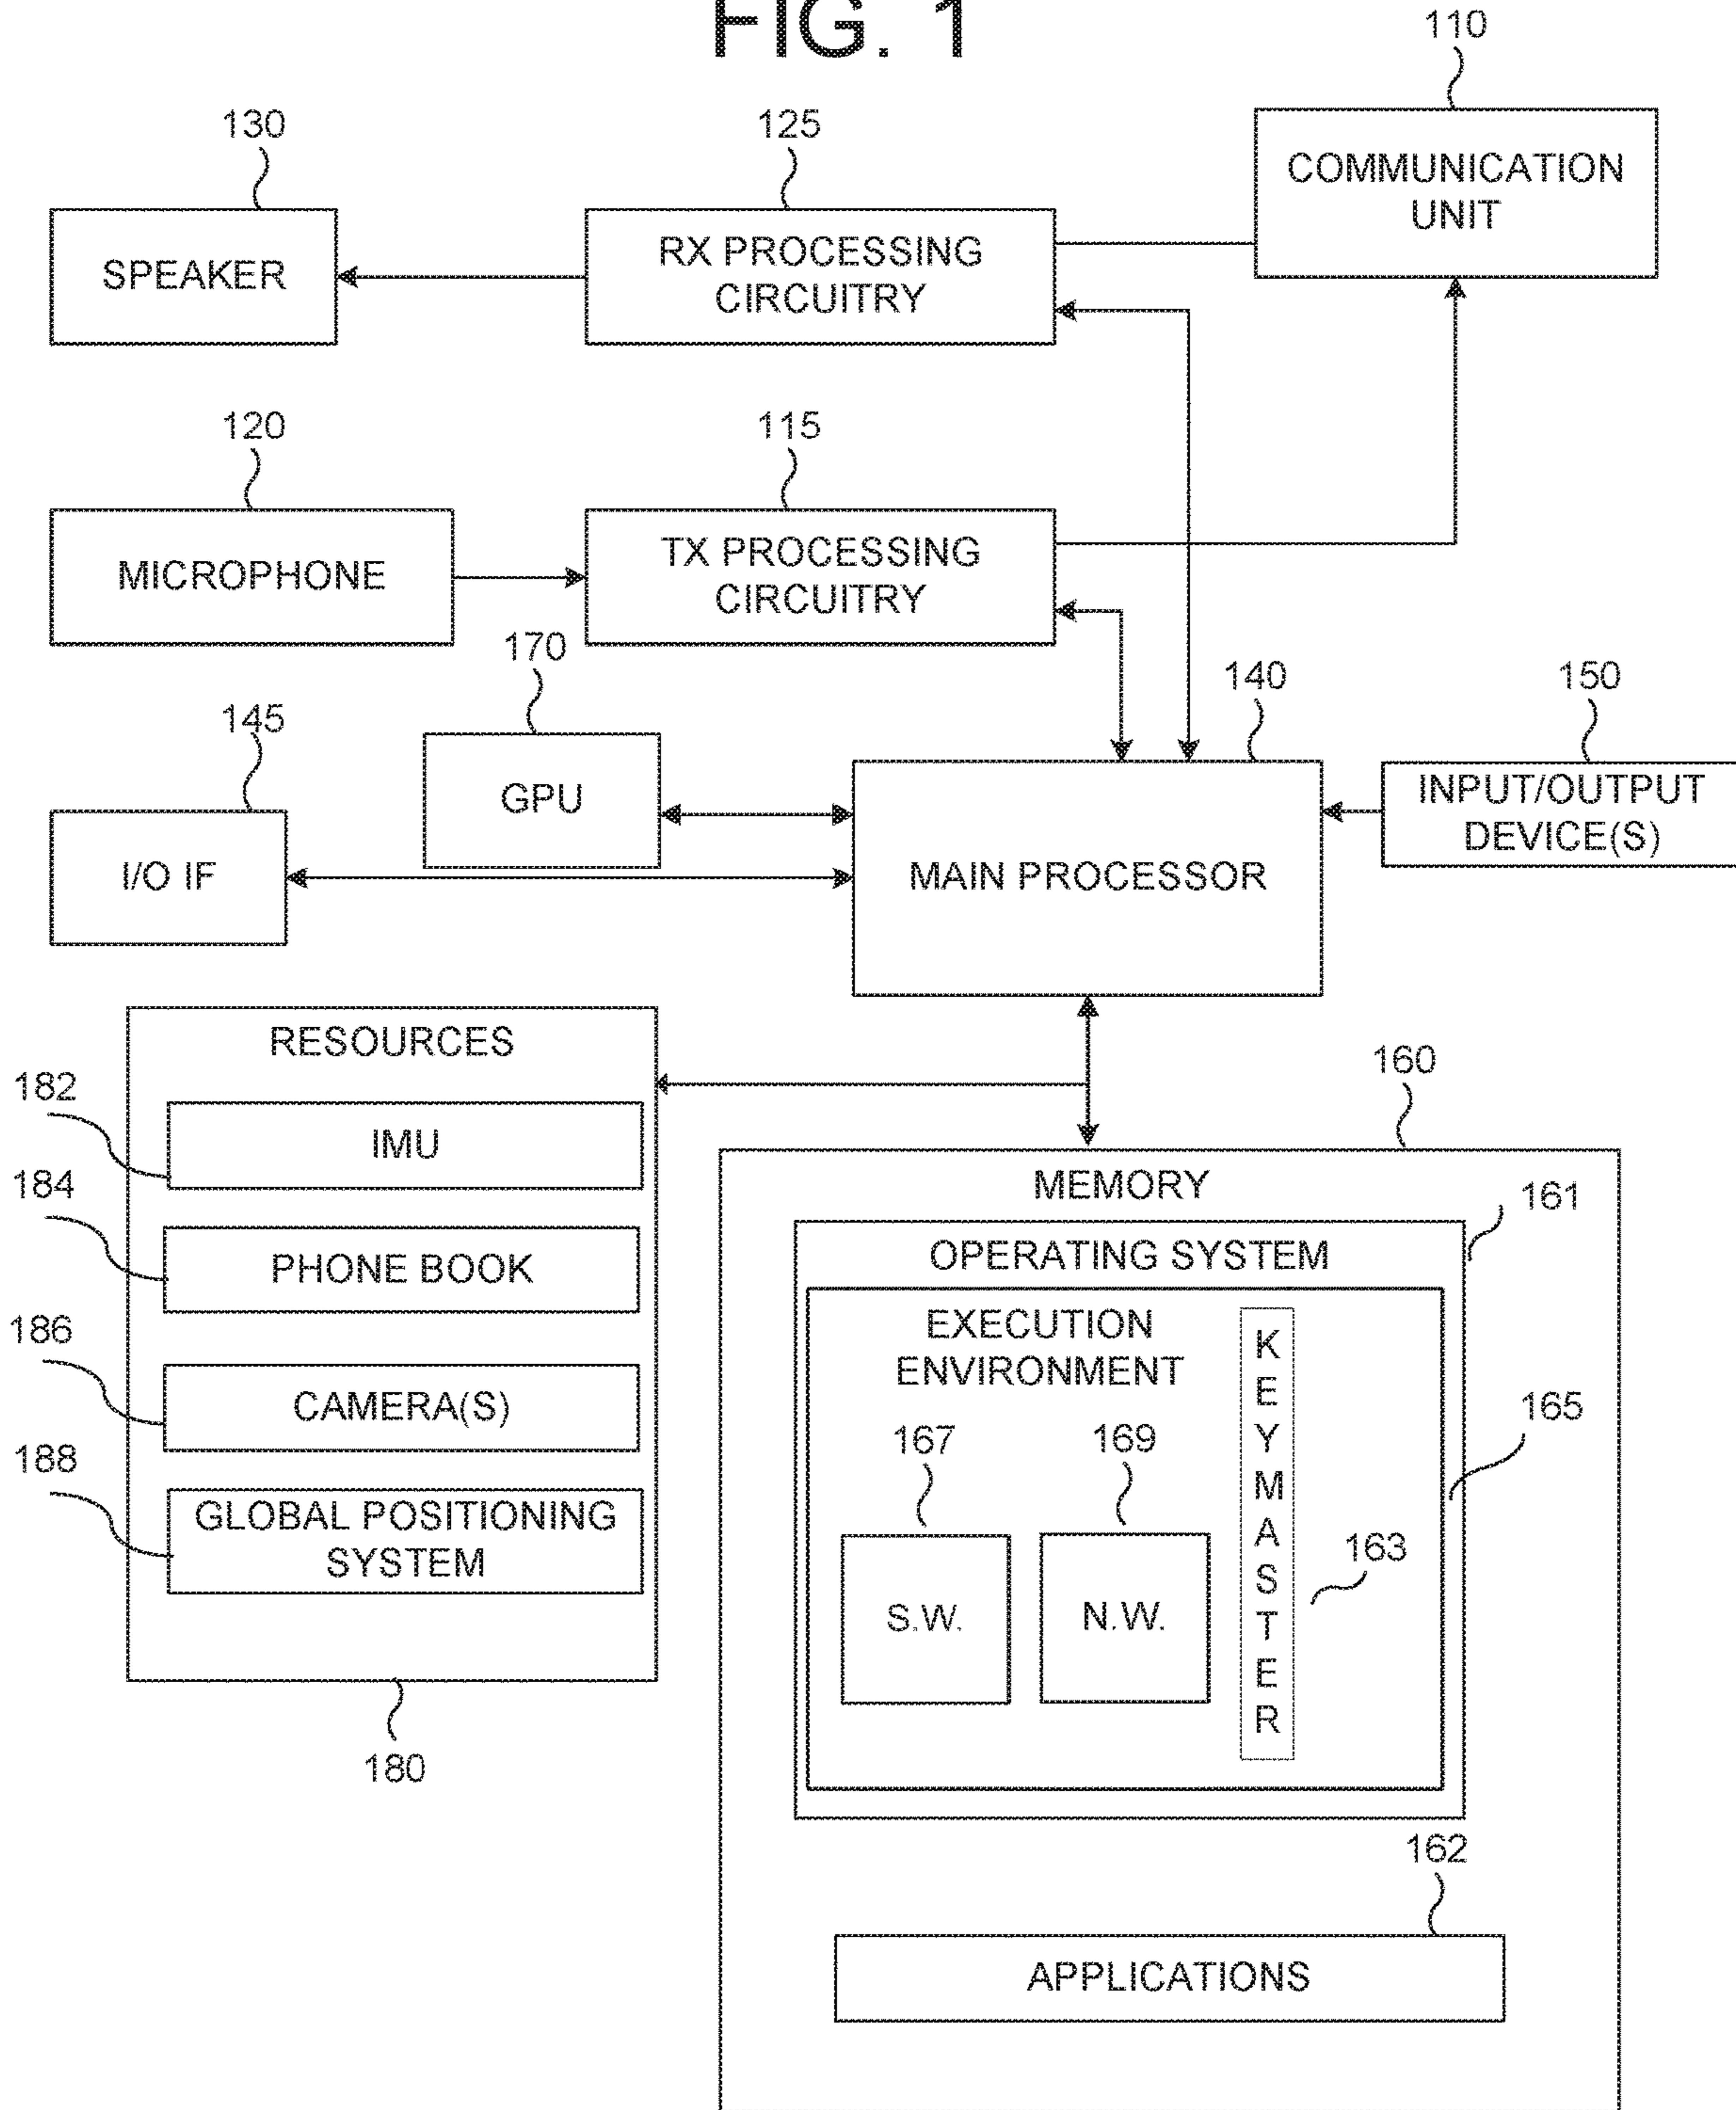 FIG. 1
110
130
125
COMMUNICATION
UNIT
SPEAKER
RX PROCESSING
CIRCUITRY
120
115
MICROPHONE
TX PROCESSING
CIRCUITRY
170
140
150
145
GPU
INPUT/OUTPUT
DEVICE(S)
I/O IF
MAIN PROCESSOR
RESOURCES
182
IMU
184
PHONE BOOK
186
CAMERA(S)
188
GLOBAL POSITIONING
SYSTEM
180
160
MEMORY
161
OPERATING SYSTEM
EXECUTION
ENVIRONMENT
165
167
169
163
S.W.
N.W.
K
E
Y
M
A
S
T
E
R
162
APPLICATIONS